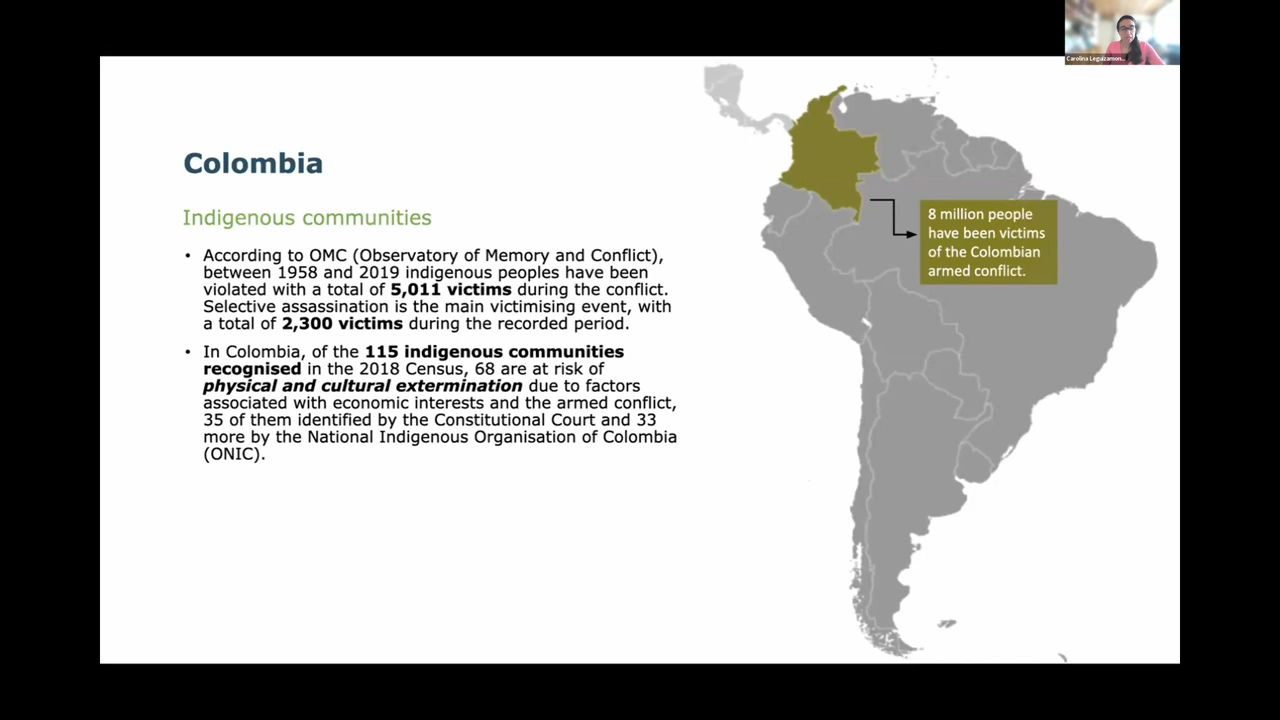 Carolina Leguizamon...
Colombia
Indigenous communities
• According to OMC (Observatory of Memory and Conflict),
between 1958 and 2019 indigenous peoples have been
violated with a total of 5,011 victims during the conflict.
Selective assassination is the main victimising event, with
a total of 2,300 victims during the recorded period.
• In Colombia, of the 115 indigenous communities
recognised in the 2018 Census, 68 are at risk of
physical and cultural extermination due to factors
associated with economic interests and the armed conflict,
35 of them identified by the Constitutional Court and 33
more by the National Indigenous Organisation of Colombia
(ONIC).
8 million people
have been victims
of the Colombian
armed conflict.